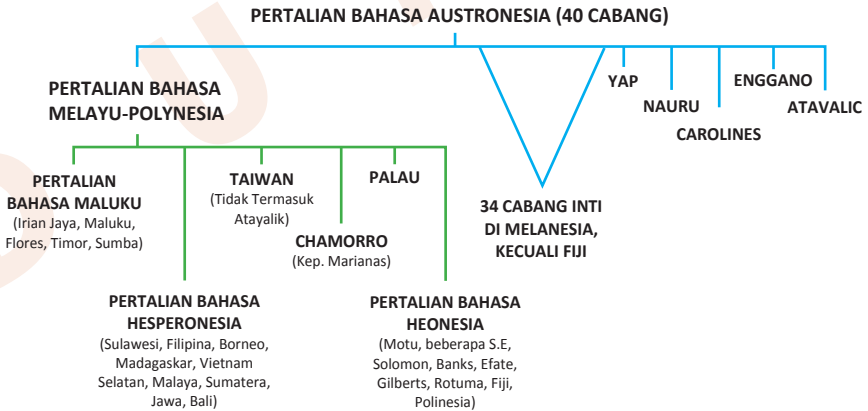 PERTALIAN BAHASA AUSTRONESIA (40 CABANG)
PERTALIAN BAHASA
MELAYU-POLYNESIA
YAP
NAURU
CAROLINES
ENGGANO
ATAVALIC
PERTALIAN
BAHASA MALUKU
(Irian Jaya, Maluku,
Flores, Timor, Sumba)
TAIWAN
(Tidak Termasuk
Atayalik)
PALAU
CHAMORRO
(Kep. Marianas)
34 CABANG INTI
DI MELANESIA,
KECUALI FIJI
PERTALIAN BAHASA
HESPERONESIA
(Sulawesi, Filipina, Borneo,
Madagaskar, Vietnam
Selatan, Malaya, Sumatera,
Jawa, Bali)
PERTALIAN BAHASA
HEONESIA
(Motu, beberapa S.E,
Solomon, Banks, Efate,
Gilberts, Rotuma, Fiji,
Polinesia)